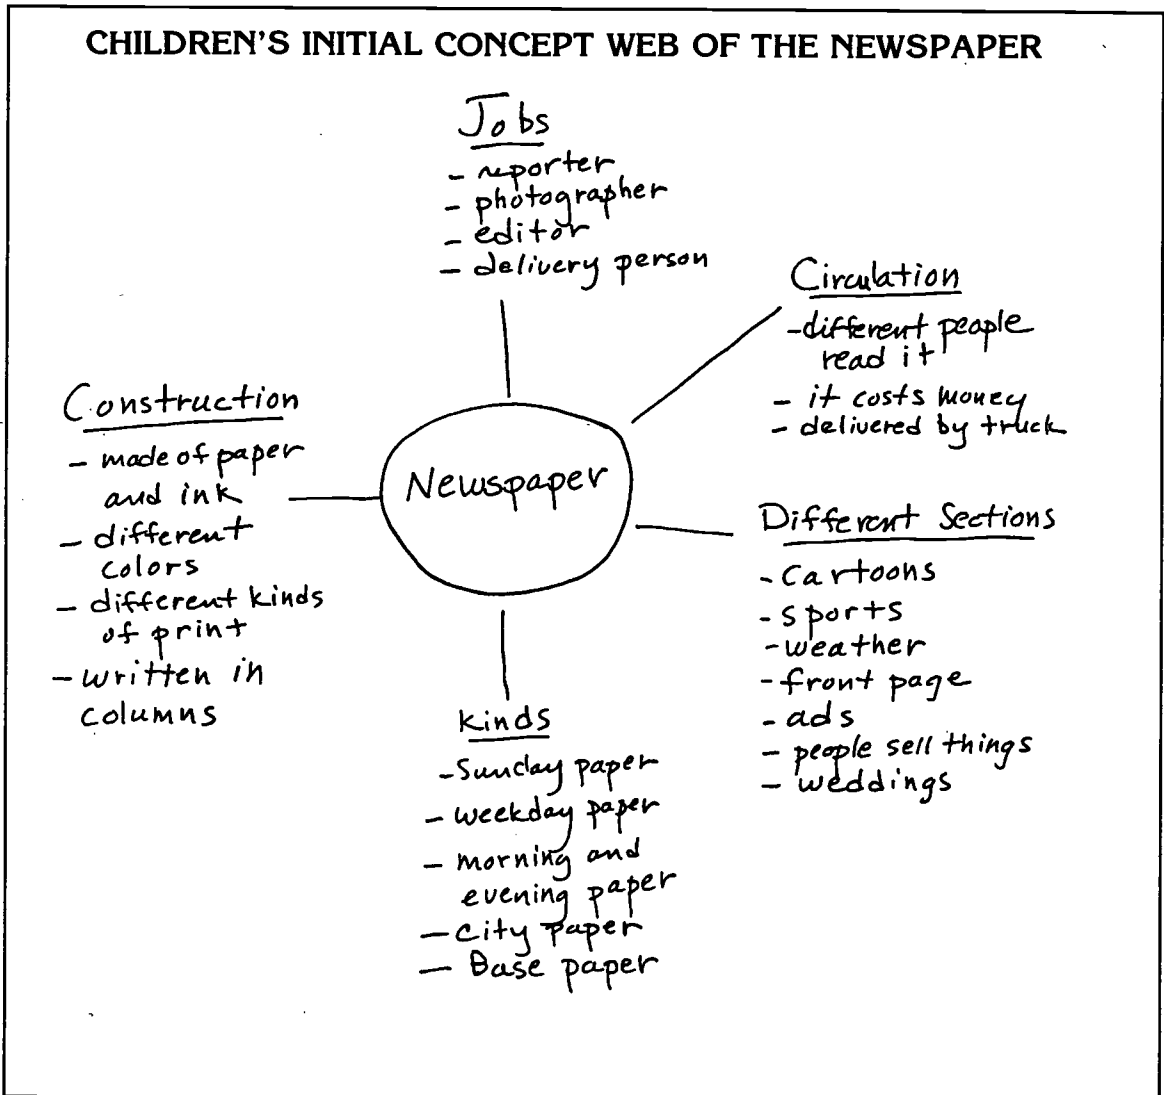 CHILDREN'S INITIAL CONCEPT WEB OF THE NEWSPAPER
Jobs
- reporter
- photographer
- editor
- delivery person
Circulation
- different people
read it
- it costs money
- delivered by truck
Construction
- made of paper
and ink
- different
colors
- different kinds
of print
- written in
columns
Newspaper
Different Sections
- cartoons
- sports
- weather
- front page
- ads
- people sell things
- weddings
kinds
- Sunday paper
- weekday paper
- morning and
evening paper
- city paper
- Base paper